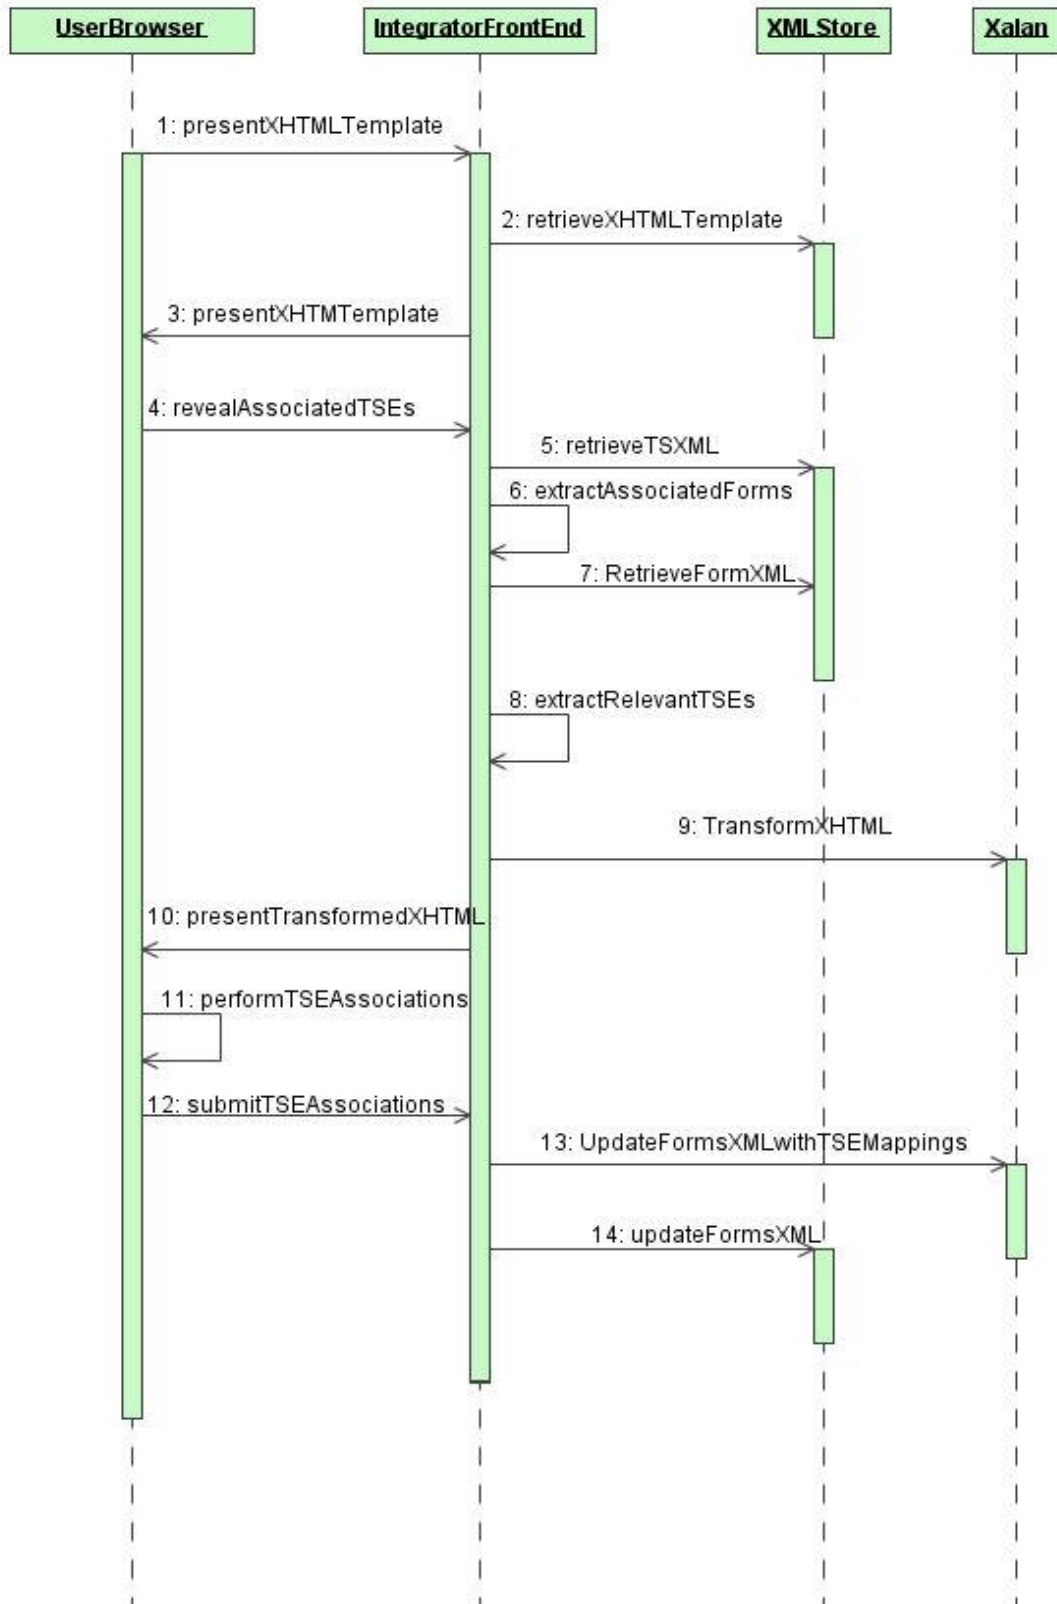 UserBrowser
IntegratorFrontEnd
XMLStore
Xalan
1: presentXHTMLTemplate
2: retrieveXHTMLTemplate
3: presentXHTMTemplate
4: revealAssociatedTSEs
5: retrieveTSXML
6: extractAssociatedForms
7: RetrieveFormXML
8: extractRelevantTSEs
9: TransformXHTML
10: presentTransformedXHTML
11: performTSEAssociations
12: submitTSEAssociations
13: UpdateFormsXMLwithTSEMappings
14: updateFormsXML